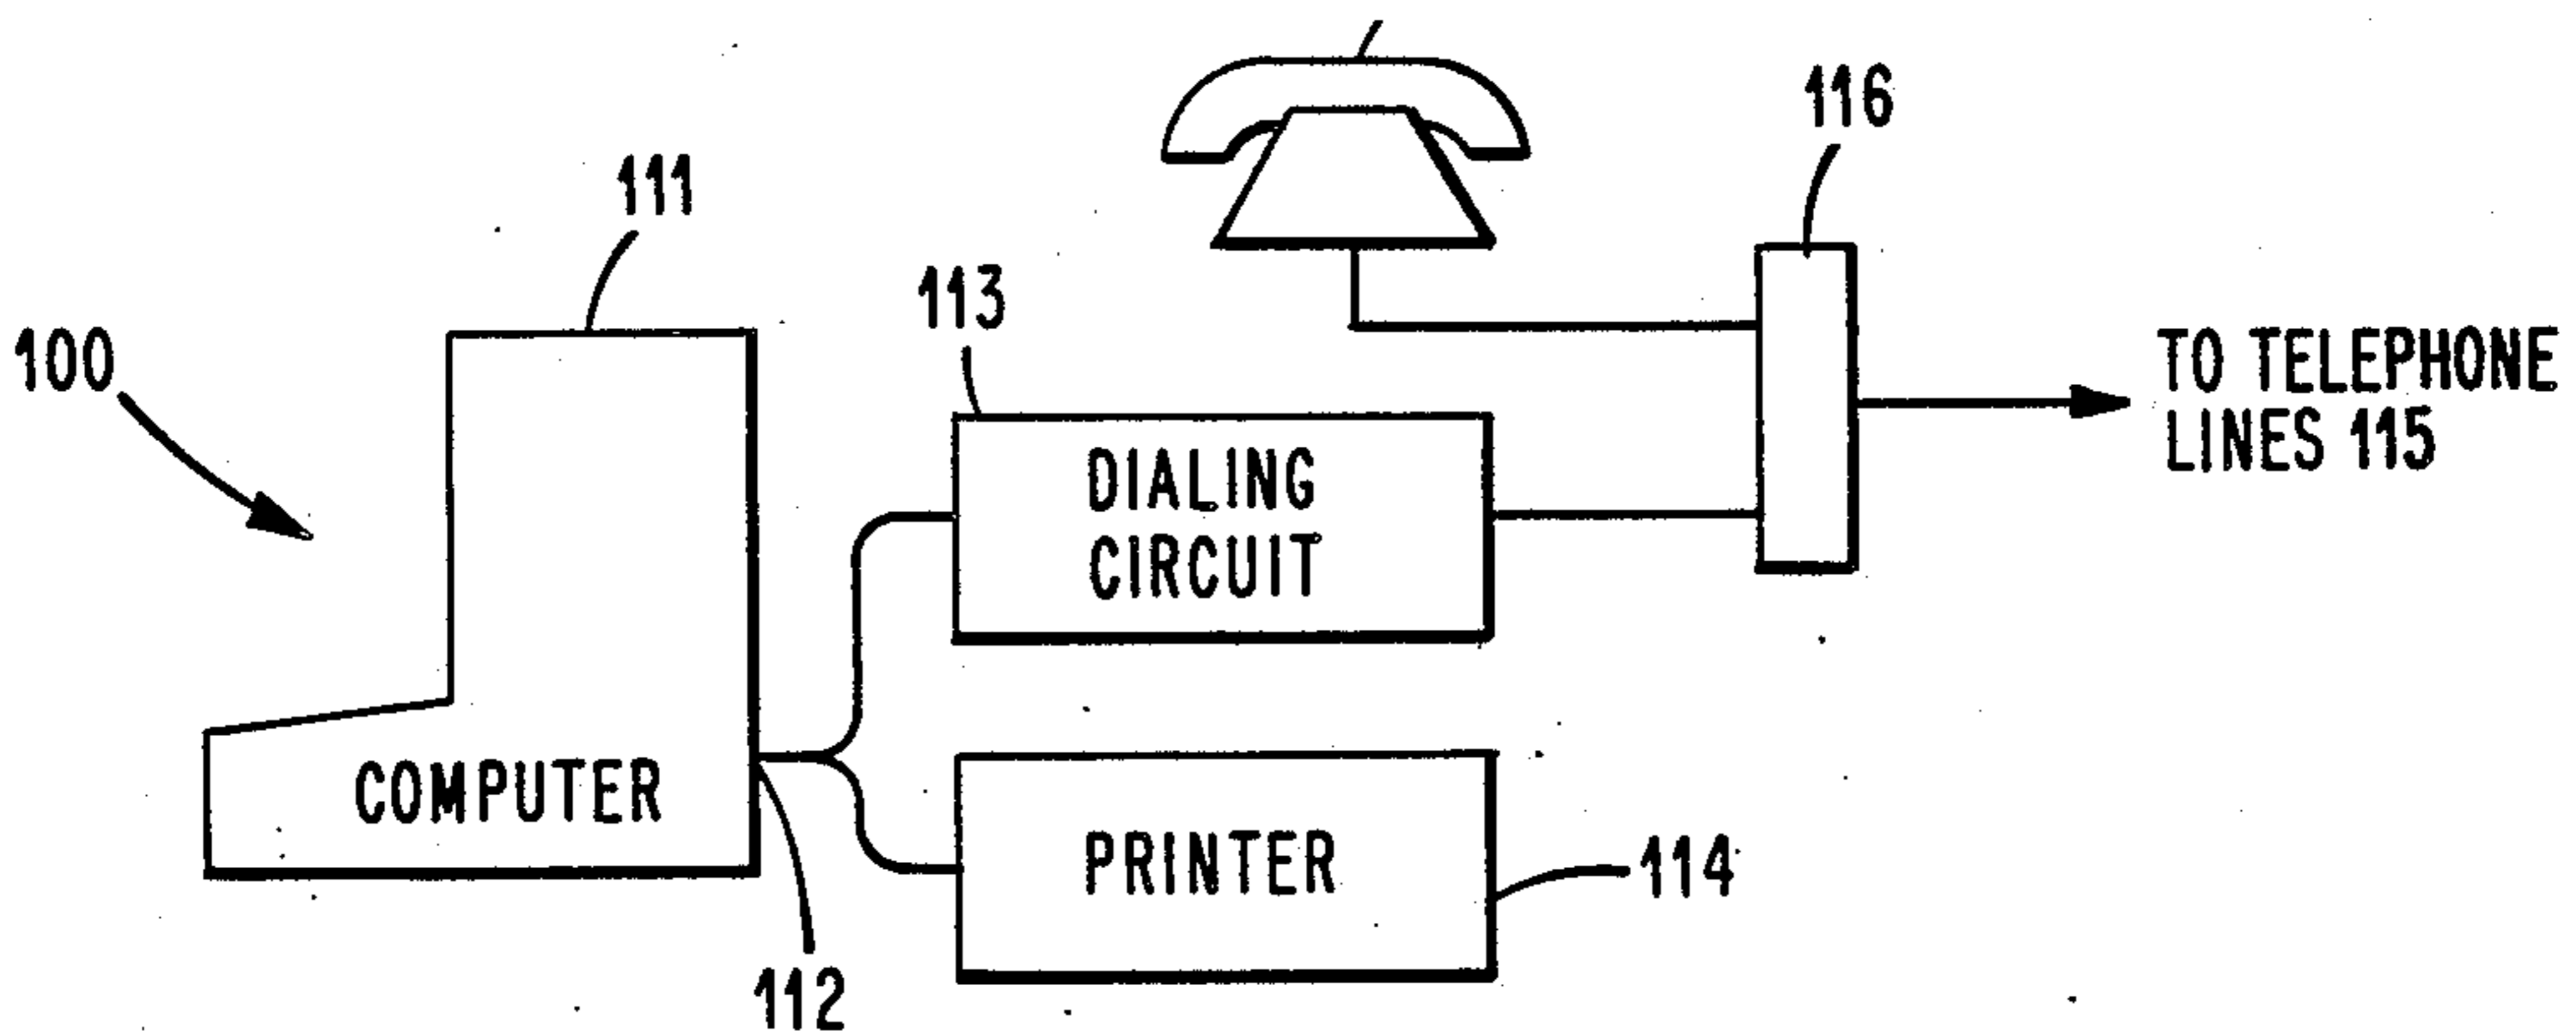 116
111
113
100
TO TELEPHONE
LINES 115
DIALING
CIRCUIT
COMPUTER
PRINTER
114
112